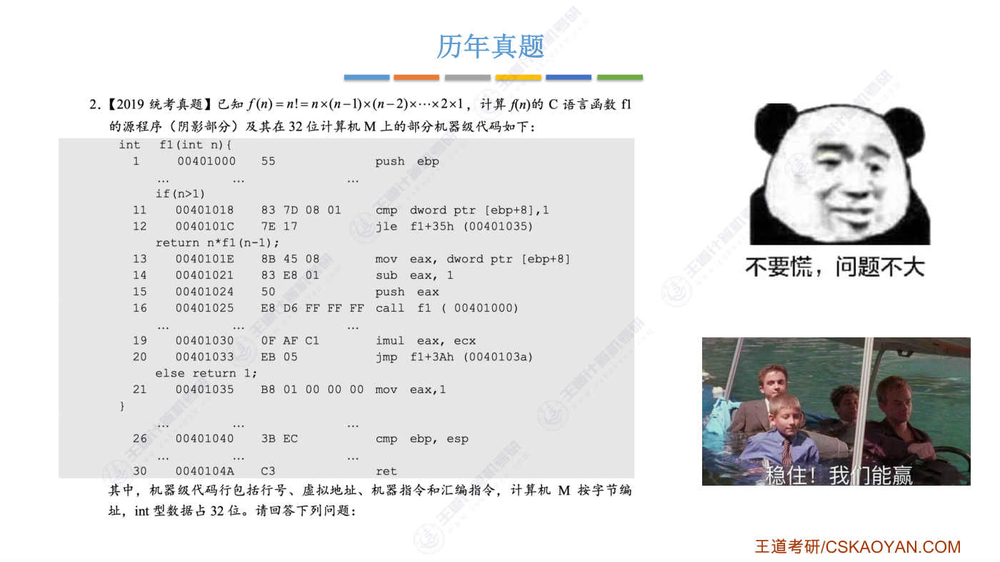 历年真题
2.【2019 统考真题】已知 f(n) = n! = n×(n−1)×(n−2)×⋯×2×1，计算 f(n)的 C 语言函数 f1
的源程序（阴影部分）及其在 32 位计算机 M 上的部分机器级代码如下：
int f1(int n){
1 00401000 55 push ebp
… … …
if(n>1)
11 00401018 83 7D 08 01 cmp dword ptr [ebp+8],1
12 0040101C 7E 17 jle f1+35h (00401035)
return n*f1(n-1);
13 0040101E 8B 45 08 mov eax, dword ptr [ebp+8]
14 00401021 83 E8 01 sub eax, 1
15 00401024 50 push eax
16 00401025 E8 D6 FF FF FF call f1 ( 00401000)
… … …
19 00401030 0F AF C1 imul eax, ecx
20 00401033 EB 05 jmp f1+3Ah (0040103a)
else return 1;
21 00401035 B8 01 00 00 00 mov eax,1
}
… … …
26 00401040 3B EC cmp ebp, esp
… … …
30 0040104A C3 ret
其中，机器级代码行包括行号、虚拟地址、机器指令和汇编指令，计算机 M 按字节编
址，int 型数据占 32 位。请回答下列问题：
不要慌，问题不大
稳住！我们能赢
王道考研/CSKAOYAN.COM